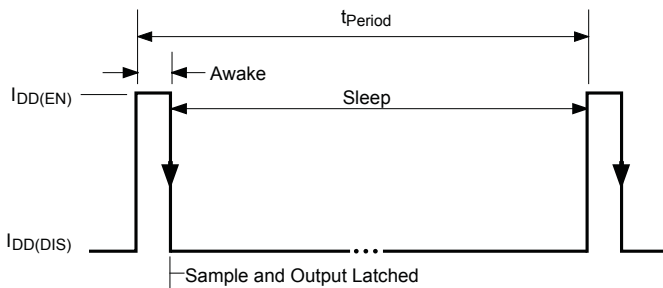 tPeriod
Awake
IDD(EN)
Sleep
IDD(DIS)
Sample and Output Latched